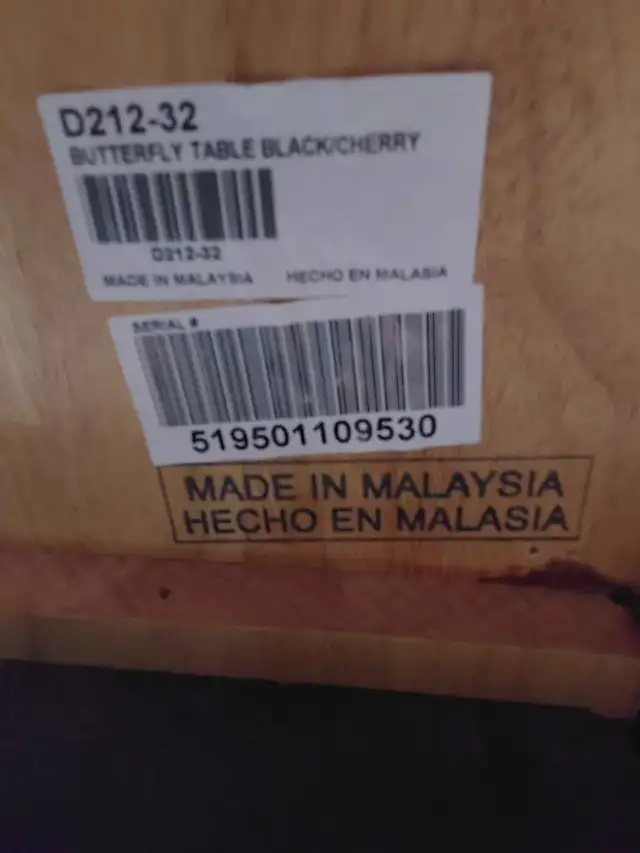 D212-32
BUTTERFLY TABLE BLACK/CHERRY
D212-32
MADE IN MALAYSIA HECHO EN MALASIA
SERIAL #
519501109530
MADE IN MALAYSIA
HECHO EN MALASIA